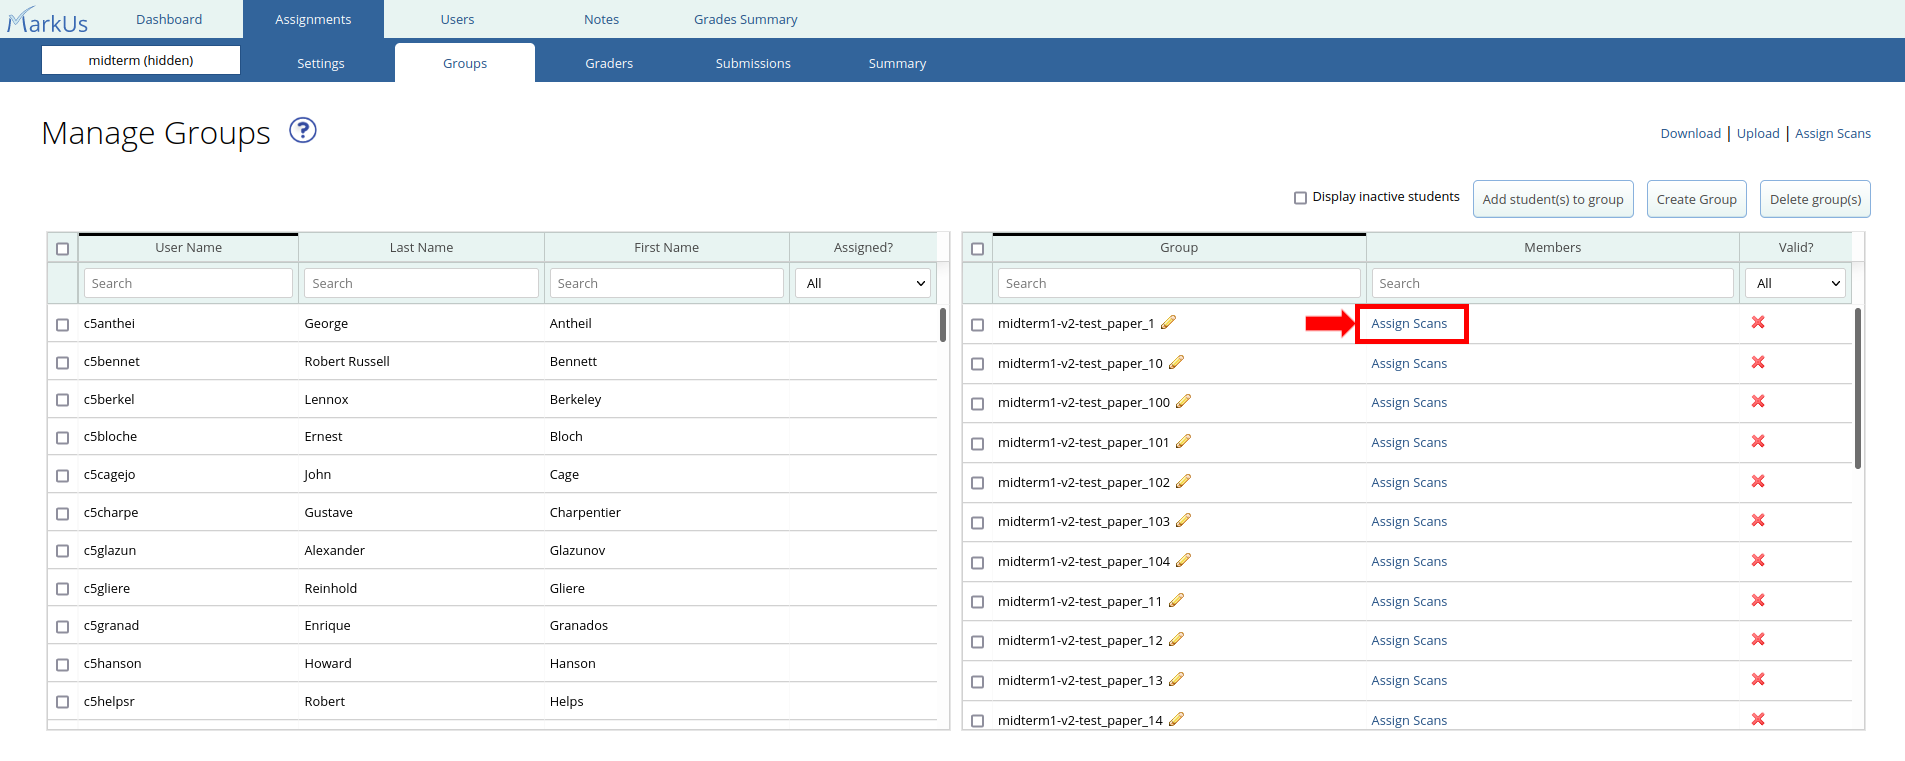 MarkUs Dashboard Assignments Users Notes Grades Summary
midterm (hidden) Settings Groups Graders Submissions Summary
Manage Groups ? Download | Upload | Assign Scans
Display inactive students Add student(s) to group Create Group Delete group(s)
User Name Last Name First Name Assigned? Group Members Valid?
Search Search Search All Search Search All
c5anthei George Antheil midterm1-v2-test_paper_1 Assign Scans
c5bennet Robert Russell Bennett midterm1-v2-test_paper_10 Assign Scans
c5berkel Lennox Berkeley midterm1-v2-test_paper_100 Assign Scans
c5bloche Ernest Bloch midterm1-v2-test_paper_101 Assign Scans
c5cagejo John Cage midterm1-v2-test_paper_102 Assign Scans
c5charpe Gustave Charpentier midterm1-v2-test_paper_103 Assign Scans
c5glazun Alexander Glazunov midterm1-v2-test_paper_104 Assign Scans
c5gliere Reinhold Gliere midterm1-v2-test_paper_11 Assign Scans
c5granad Enrique Granados midterm1-v2-test_paper_12 Assign Scans
c5hanson Howard Hanson midterm1-v2-test_paper_13 Assign Scans
c5helpsr Robert Helps midterm1-v2-test_paper_14 Assign Scans